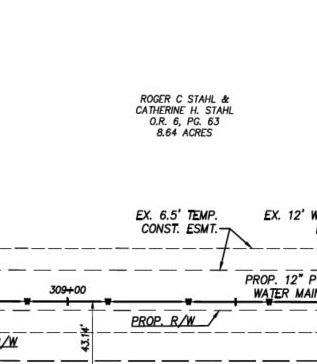 ROGER C STAHL &
CATHERINE H. STAHL
O.R. 6, PG. 63
8.64 ACRES
EX. 6.5' TEMP.
CONST. ESMT.
EX. 12' W
PROP. 12" P
WATER MAIN
309+00
PROP. R/W
43.14'
/W